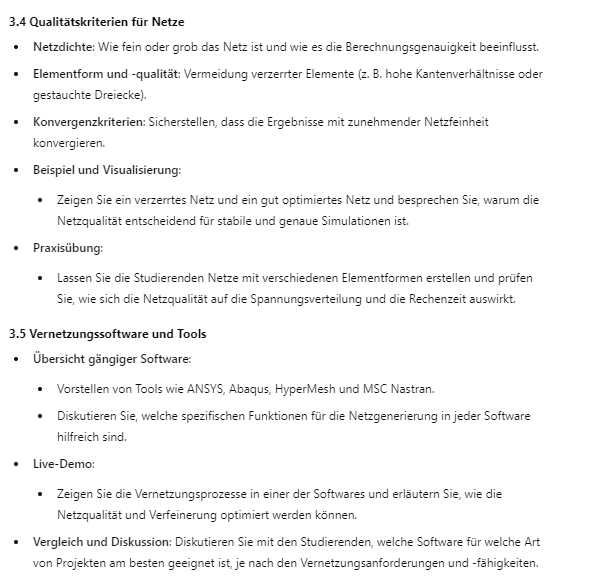 3.4 Qualitätskriterien für Netze
• Netzdichte: Wie fein oder grob das Netz ist und wie es die Berechnungsgenauigkeit beeinflusst.
• Elementform und -qualität: Vermeidung verzerrter Elemente (z. B. hohe Kantenverhältnisse oder
gestauchte Dreiecke).
• Konvergenzkriterien: Sicherstellen, dass die Ergebnisse mit zunehmender Netzfeinheit
konvergieren.
• Beispiel und Visualisierung:
• Zeigen Sie ein verzerrtes Netz und ein gut optimiertes Netz und besprechen Sie, warum die
Netzqualität entscheidend für stabile und genaue Simulationen ist.
• Praxisübung:
• Lassen Sie die Studierenden Netze mit verschiedenen Elementformen erstellen und prüfen
Sie, wie sich die Netzqualität auf die Spannungsverteilung und die Rechenzeit auswirkt.
3.5 Vernetzungssoftware und Tools
• Übersicht gängiger Software:
• Vorstellen von Tools wie ANSYS, Abaqus, HyperMesh und MSC Nastran.
• Diskutieren Sie, welche spezifischen Funktionen für die Netzgenerierung in jeder Software
hilfreich sind.
• Live-Demo:
• Zeigen Sie die Vernetzungsprozesse in einer der Softwares und erläutern Sie, wie die
Netzqualität und Verfeinerung optimiert werden können.
• Vergleich und Diskussion: Diskutieren Sie mit den Studierenden, welche Software für welche Art
von Projekten am besten geeignet ist, je nach den Vernetzungsanforderungen und -fähigkeiten.